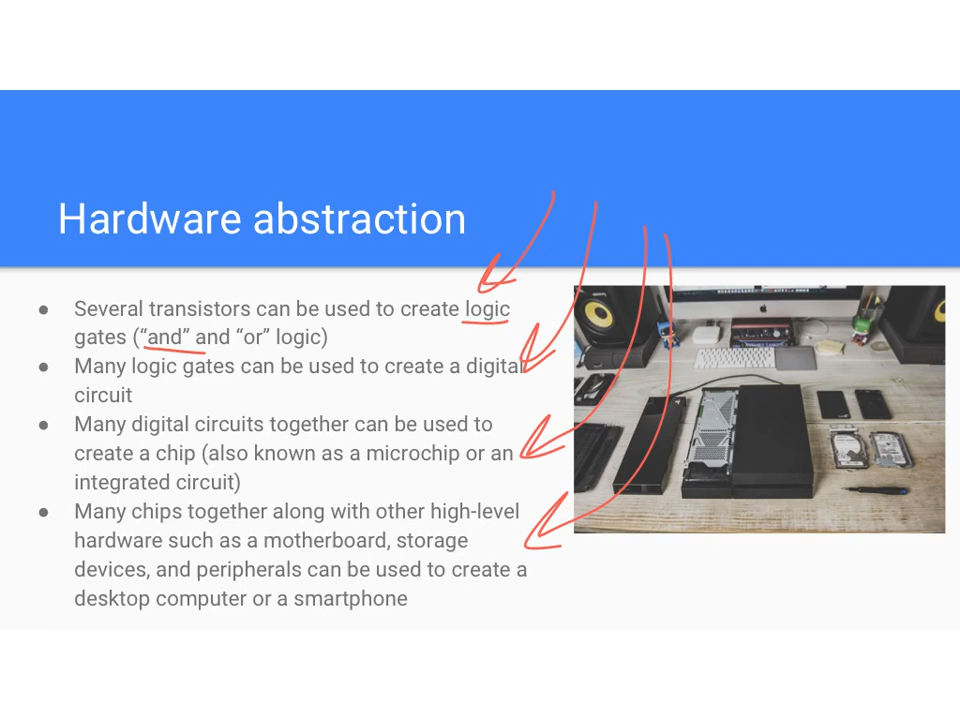 Hardware abstraction
● Several transistors can be used to create logic
gates (“and” and “or” logic)
● Many logic gates can be used to create a digital
circuit
● Many digital circuits together can be used to
create a chip (also known as a microchip or an
integrated circuit)
● Many chips together along with other high-level
hardware such as a motherboard, storage
devices, and peripherals can be used to create a
desktop computer or a smartphone